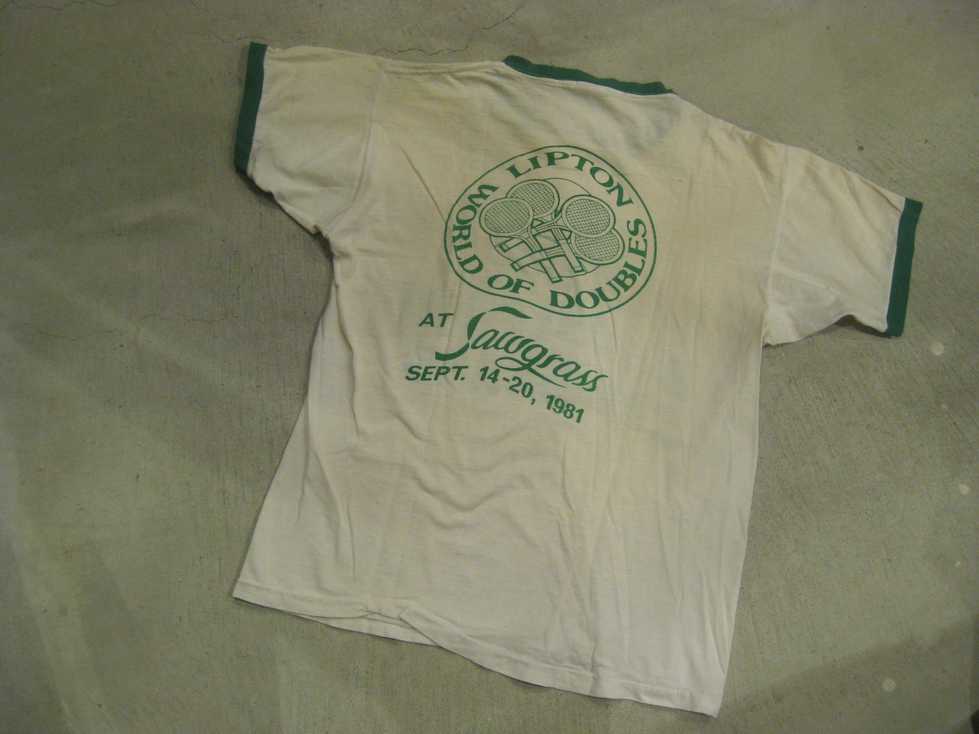 LIPTON
WORLD OF DOUBLES
AT Sawgrass
SEPT. 14-20, 1981